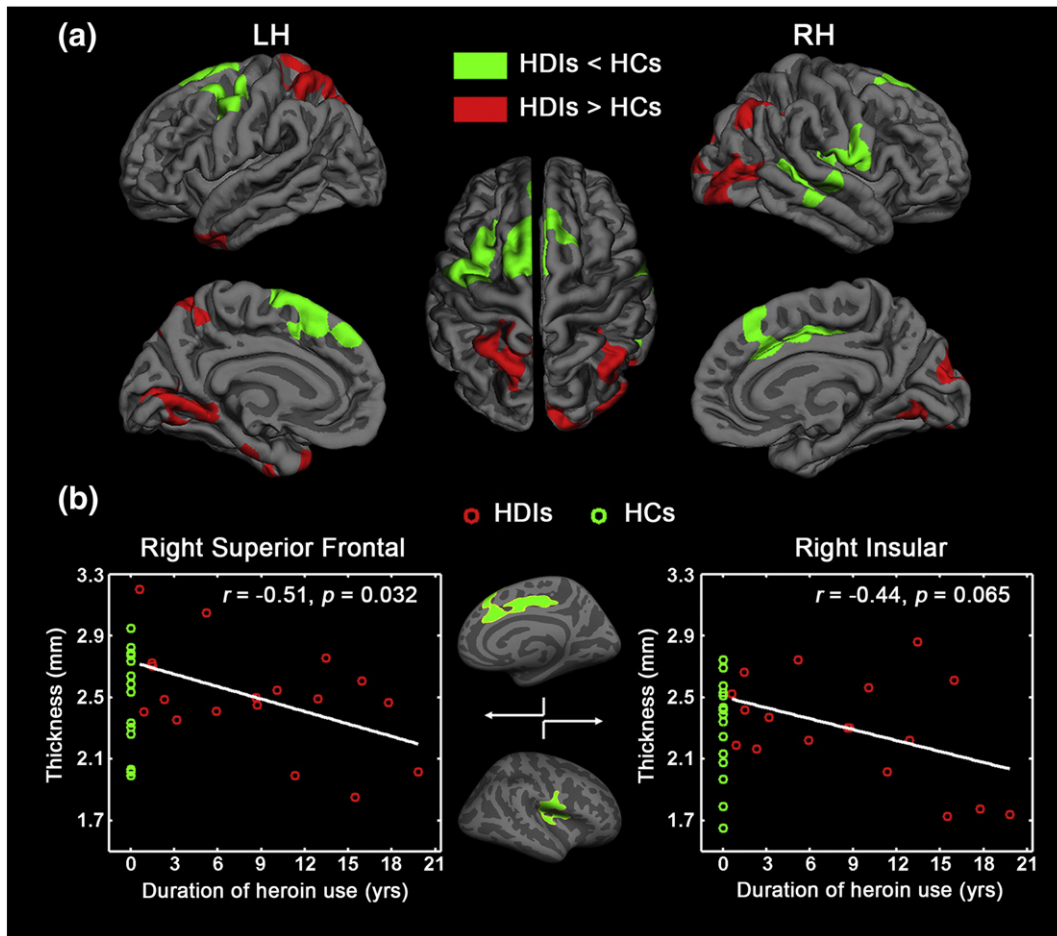 (a)
LH
RH
HDIs < HCs
HDIs > HCs
(b)
HDIs
HCs
Right Superior Frontal
r = -0.51, p = 0.032
Thickness (mm)
3.3
2.9
2.5
2.1
1.7
0 3 6 9 12 15 18 21
Duration of heroin use (yrs)
Right Insular
r = -0.44, p = 0.065
Thickness (mm)
3.3
2.9
2.5
2.1
1.7
0 3 6 9 12 15 18 21
Duration of heroin use (yrs)